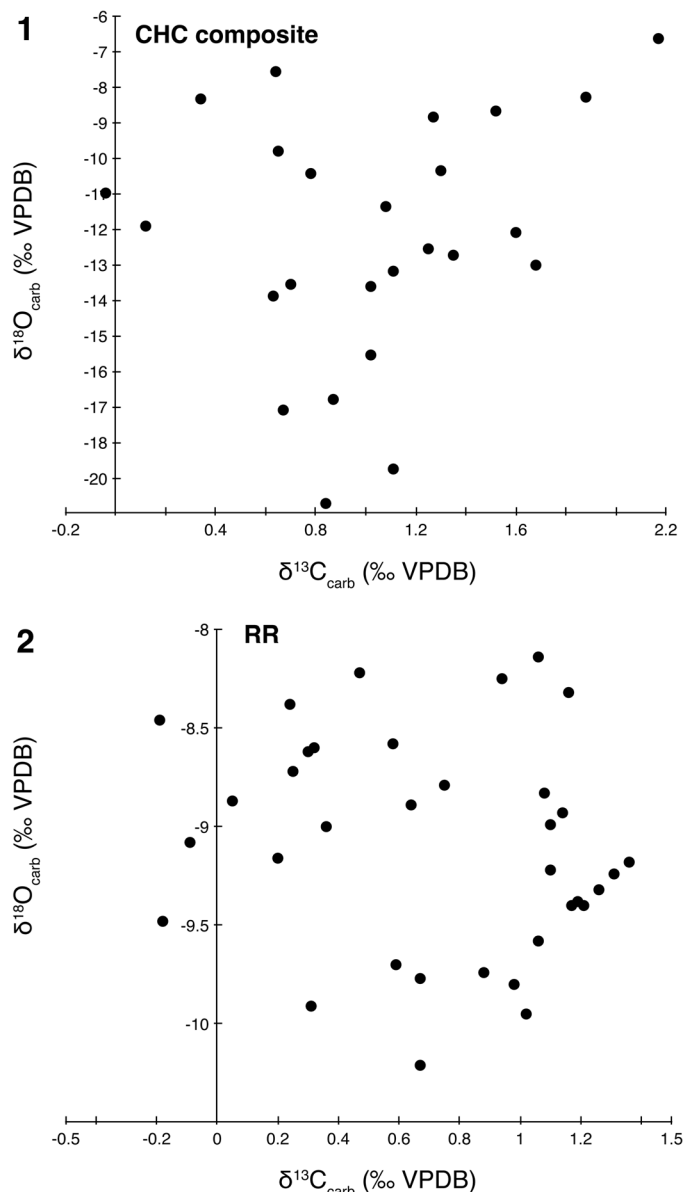 1
CHC composite
-6
-7
-8
-9
-10
-11
-12
-13
-14
-15
-16
-17
-18
-19
-20
δ¹⁸Ocarb (‰ VPDB)
-0.2 0.4 0.8 1.2 1.6 2.2
δ¹³Ccarb (‰ VPDB)
2
RR
-8
-8.5
-9
-9.5
-10
δ¹⁸Ocarb (‰ VPDB)
-0.5 -0.2 0 0.2 0.4 0.6 0.8 1 1.2 1.5
δ¹³Ccarb (‰ VPDB)